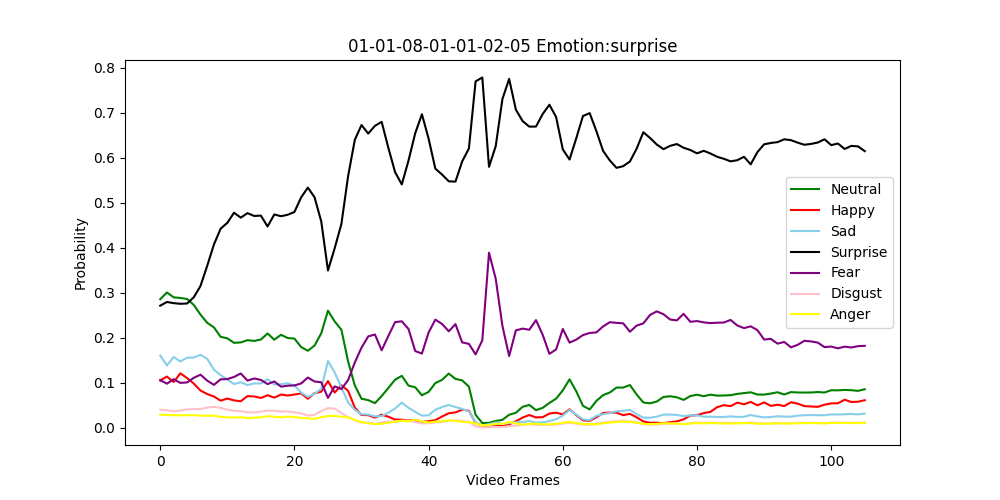 01-01-08-01-01-02-05 Emotion:surprise
Probability
0.8
0.7
0.6
0.5
0.4
0.3
0.2
0.1
0.0
Neutral
Happy
Sad
Surprise
Fear
Disgust
Anger
0 20 40 60 80 100
Video Frames